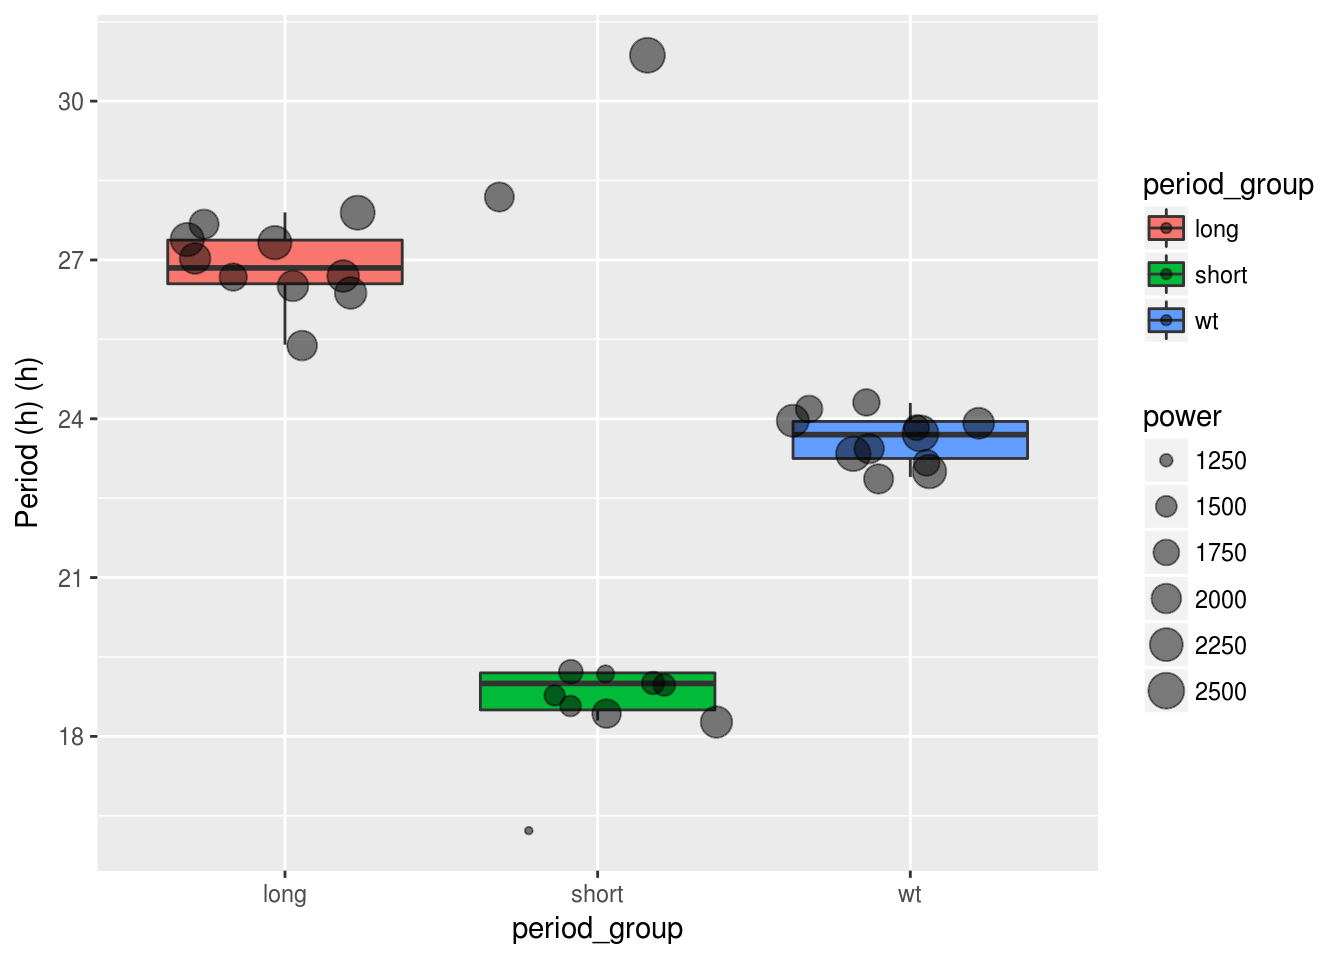 Period (h) (h)
30
27
24
21
18
long
short
wt
period_group
period_group
long
short
wt
power
1250
1500
1750
2000
2250
2500